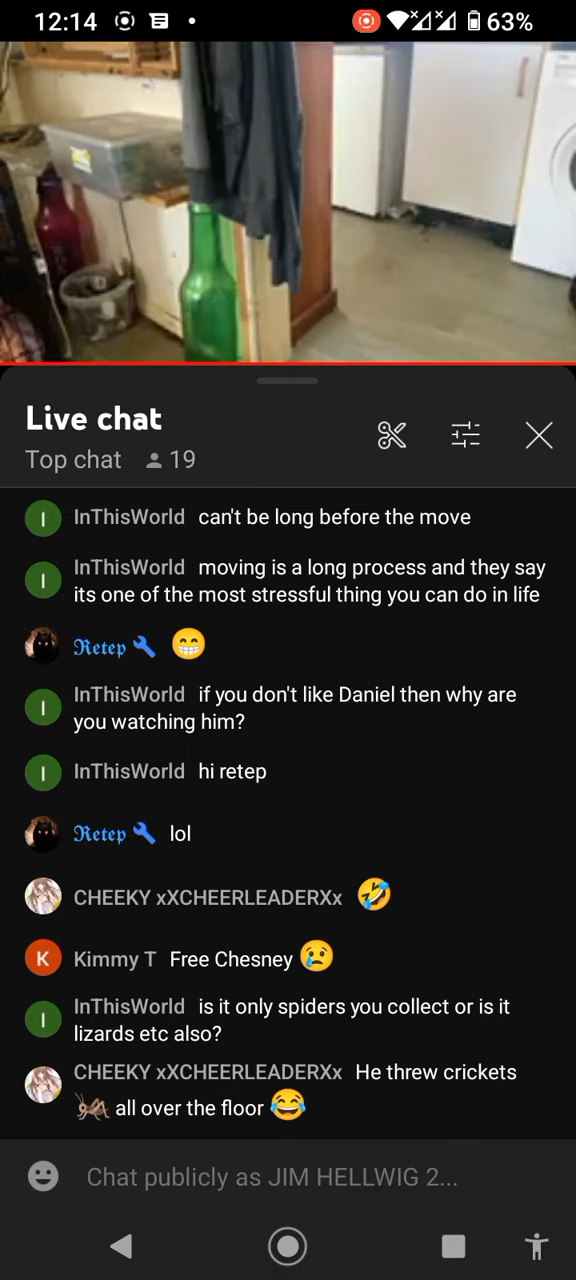 12:14
63%
Live chat
Top chat 19
I InThisWorld can't be long before the move
I InThisWorld moving is a long process and they say
its one of the most stressful thing you can do in life
𝕽𝖊𝖙𝖊𝖕 🔧 😁
I InThisWorld if you don't like Daniel then why are
you watching him?
I InThisWorld hi retep
𝕽𝖊𝖙𝖊𝖕 🔧 lol
CHEEKY xXCHEERLEADERXx 🤣
K Kimmy T Free Chesney 😢
I InThisWorld is it only spiders you collect or is it
lizards etc also?
CHEEKY xXCHEERLEADERXx He threw crickets
🦗 all over the floor 😂
Chat publicly as JIM HELLWIG 2...